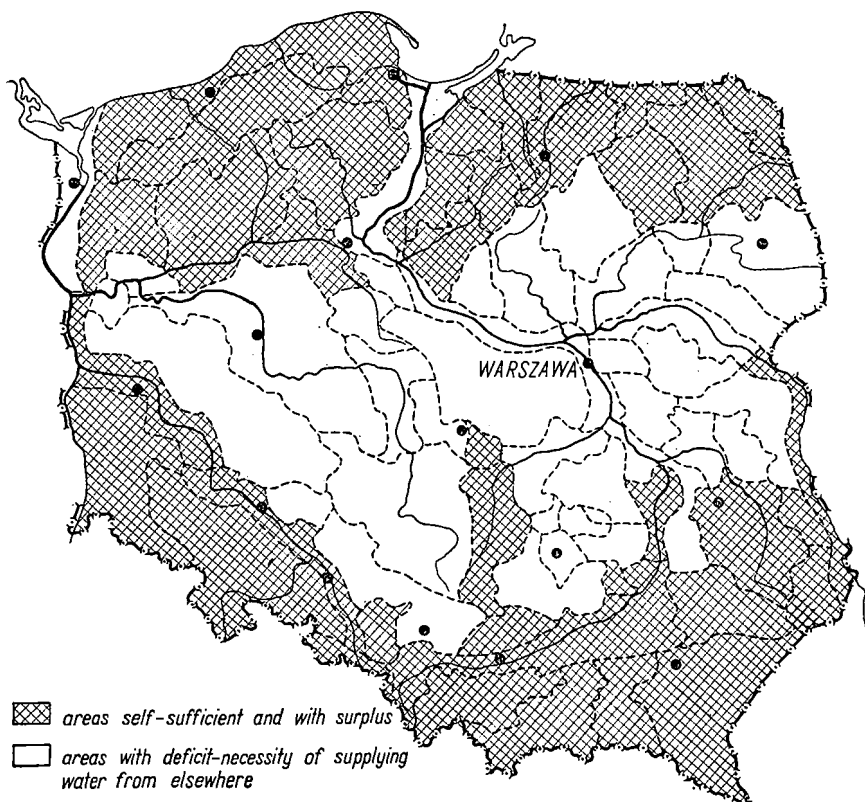 WARSZAWA
areas self-sufficient and with surplus
areas with deficit-necessity of supplying
water from elsewhere